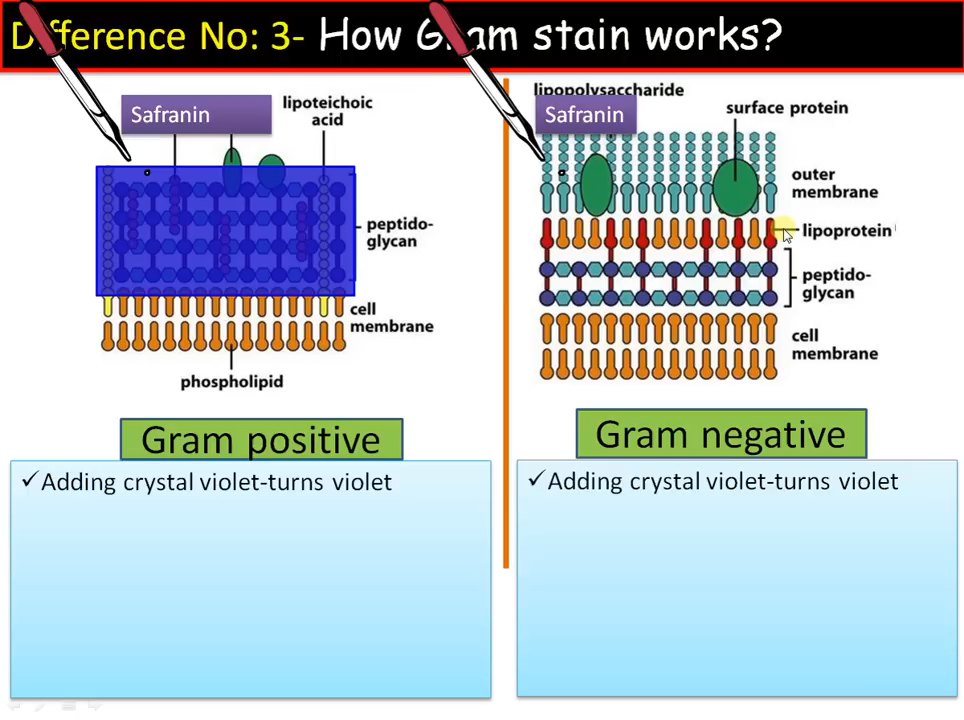 Difference No: 3- How Gram stain works?
Safranin
lipoteichoic
acid
peptido-
glycan
cell
membrane
phospholipid
Gram positive
✓Adding crystal violet-turns violet
lipopolysaccharide
Safranin
surface protein
outer
membrane
lipoprotein
peptido-
glycan
cell
membrane
Gram negative
✓Adding crystal violet-turns violet